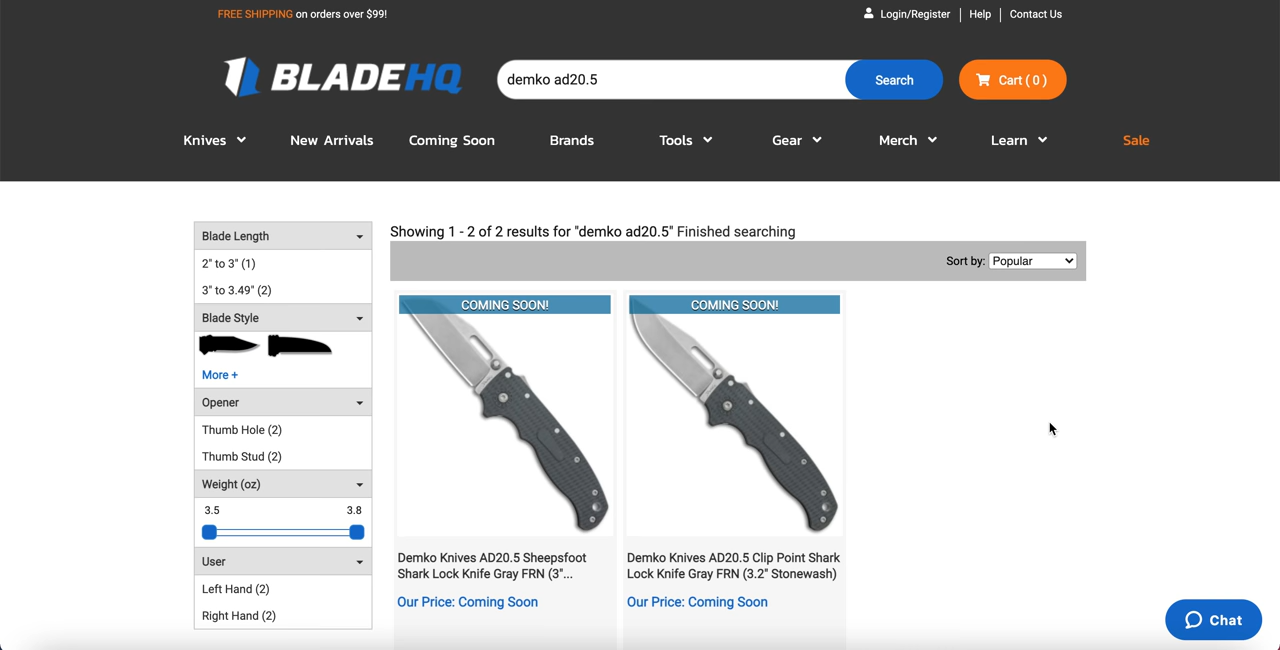 FREE SHIPPING on orders over $99!
Login/Register
Help
Contact Us
BLADEHQ
demko ad20.5
Search
Cart ( 0 )
Knives
New Arrivals
Coming Soon
Brands
Tools
Gear
Merch
Learn
Sale
Blade Length
2" to 3" (1)
3" to 3.49" (2)
Blade Style
More +
Opener
Thumb Hole (2)
Thumb Stud (2)
Weight (oz)
3.5
3.8
User
Left Hand (2)
Right Hand (2)
Showing 1 - 2 of 2 results for "demko ad20.5" Finished searching
Sort by: Popular
COMING SOON!
Demko Knives AD20.5 Sheepsfoot
Shark Lock Knife Gray FRN (3"...
Our Price: Coming Soon
COMING SOON!
Demko Knives AD20.5 Clip Point Shark
Lock Knife Gray FRN (3.2" Stonewash)
Our Price: Coming Soon
Chat